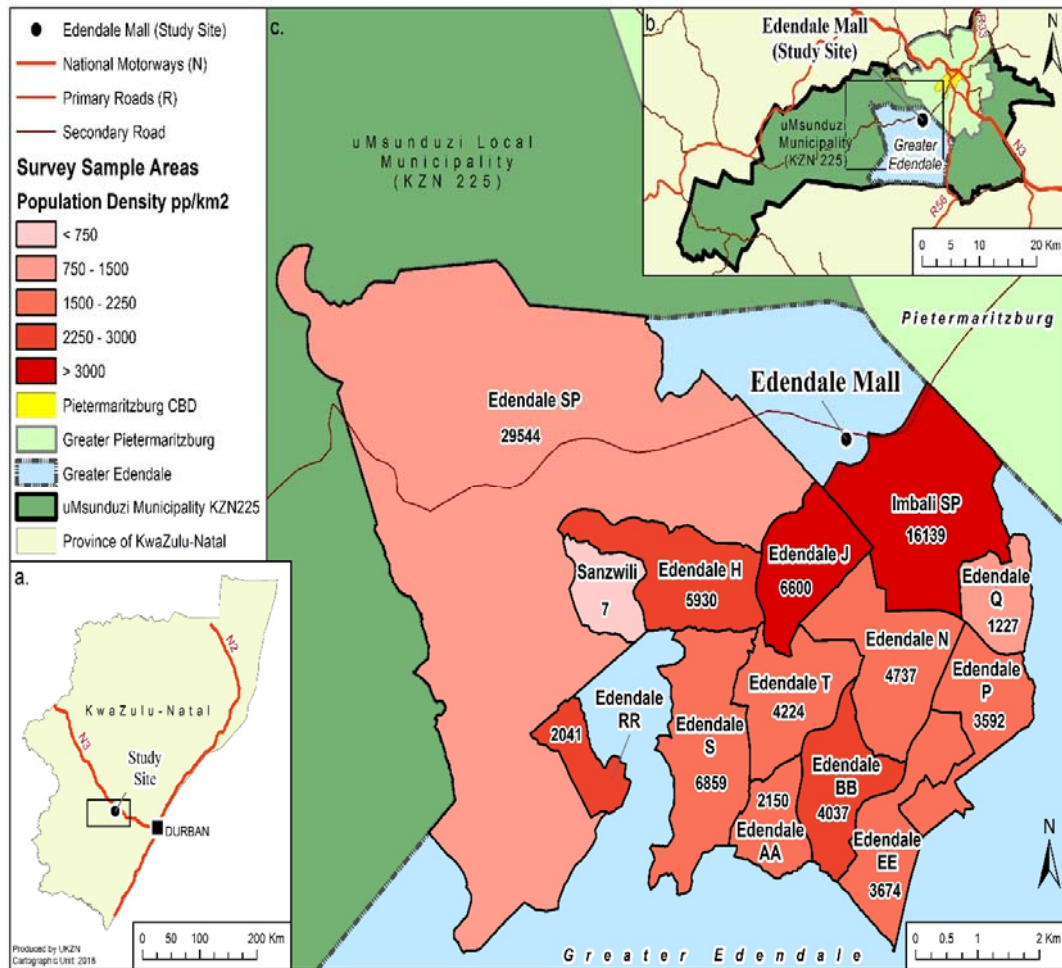 Edendale Mall (Study Site)
National Motorways (N)
Primary Roads (R)
Secondary Road
Survey Sample Areas
Population Density pp/km2
< 750
750 - 1500
1500 - 2250
2250 - 3000
> 3000
Pietermaritzburg CBD
Greater Pietermaritzburg
Greater Edendale
uMsunduzi Municipality KZN225
Province of KwaZulu-Natal
a.
KwaZulu-Natal
N2
N3
Study
Site
DURBAN
Produced by UKZN
Cartographic Unit: 2016
0 50 100 200 Km
b.
Edendale Mall
(Study Site)
R33
N
uMsunduzi
Municipality
(KZN 225)
Greater
Edendale
N3
R56
0 5 10 20 Km
c.
uMsunduzi Local
Municipality
(KZN 225)
Pietermaritzburg
Edendale Mall
Edendale SP
29544
Imbali SP
16139
Sanzwili
7
Edendale H
5930
Edendale J
6600
Edendale
Q
1227
Edendale N
4737
Edendale
RR
2041
Edendale
S
6859
Edendale T
4224
Edendale
P
3592
Edendale
BB
4037
2150
Edendale
AA
Edendale
EE
3674
N
Greater Edendale
0 0.5 1 2 Km